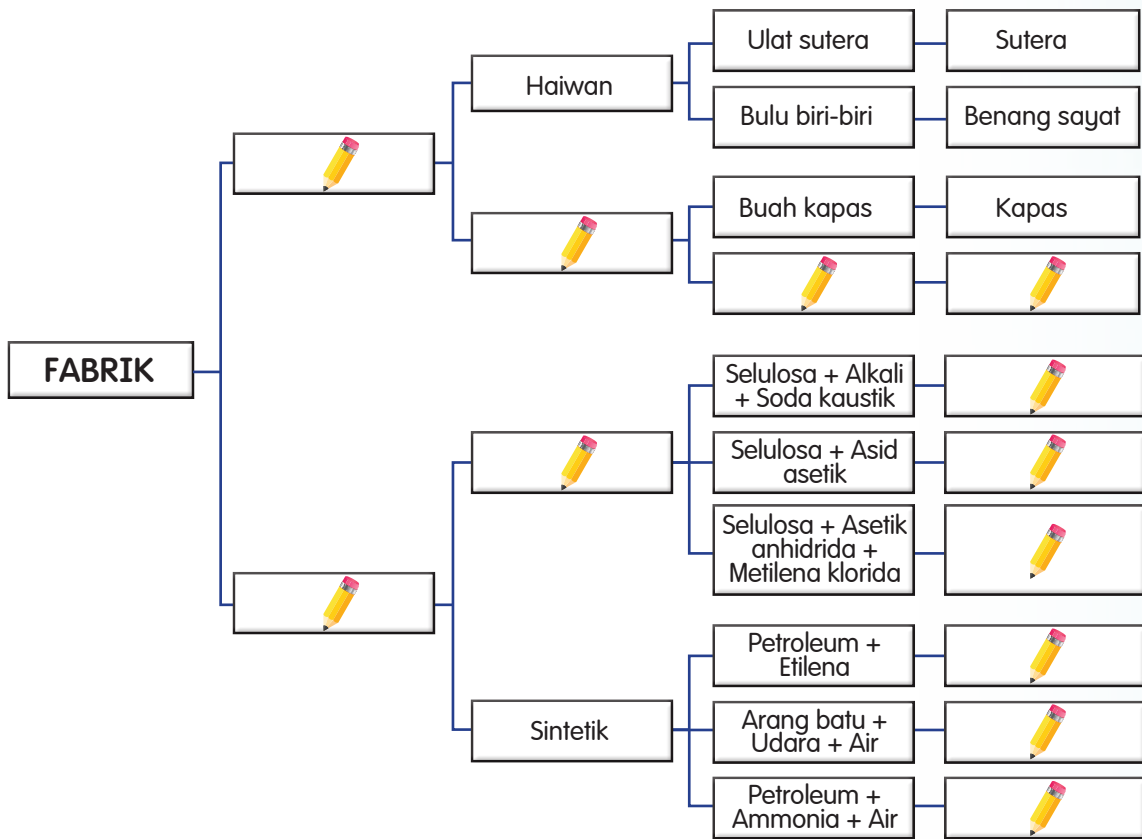 Ulat sutera
Sutera
Haiwan
Bulu biri-biri
Benang sayat
Buah kapas
Kapas
FABRIK
Selulosa + Alkali
+ Soda kaustik
Selulosa + Asid
asetik
Selulosa + Asetik
anhidrida +
Metilena klorida
Petroleum +
Etilena
Sintetik
Arang batu +
Udara + Air
Petroleum +
Ammonia + Air